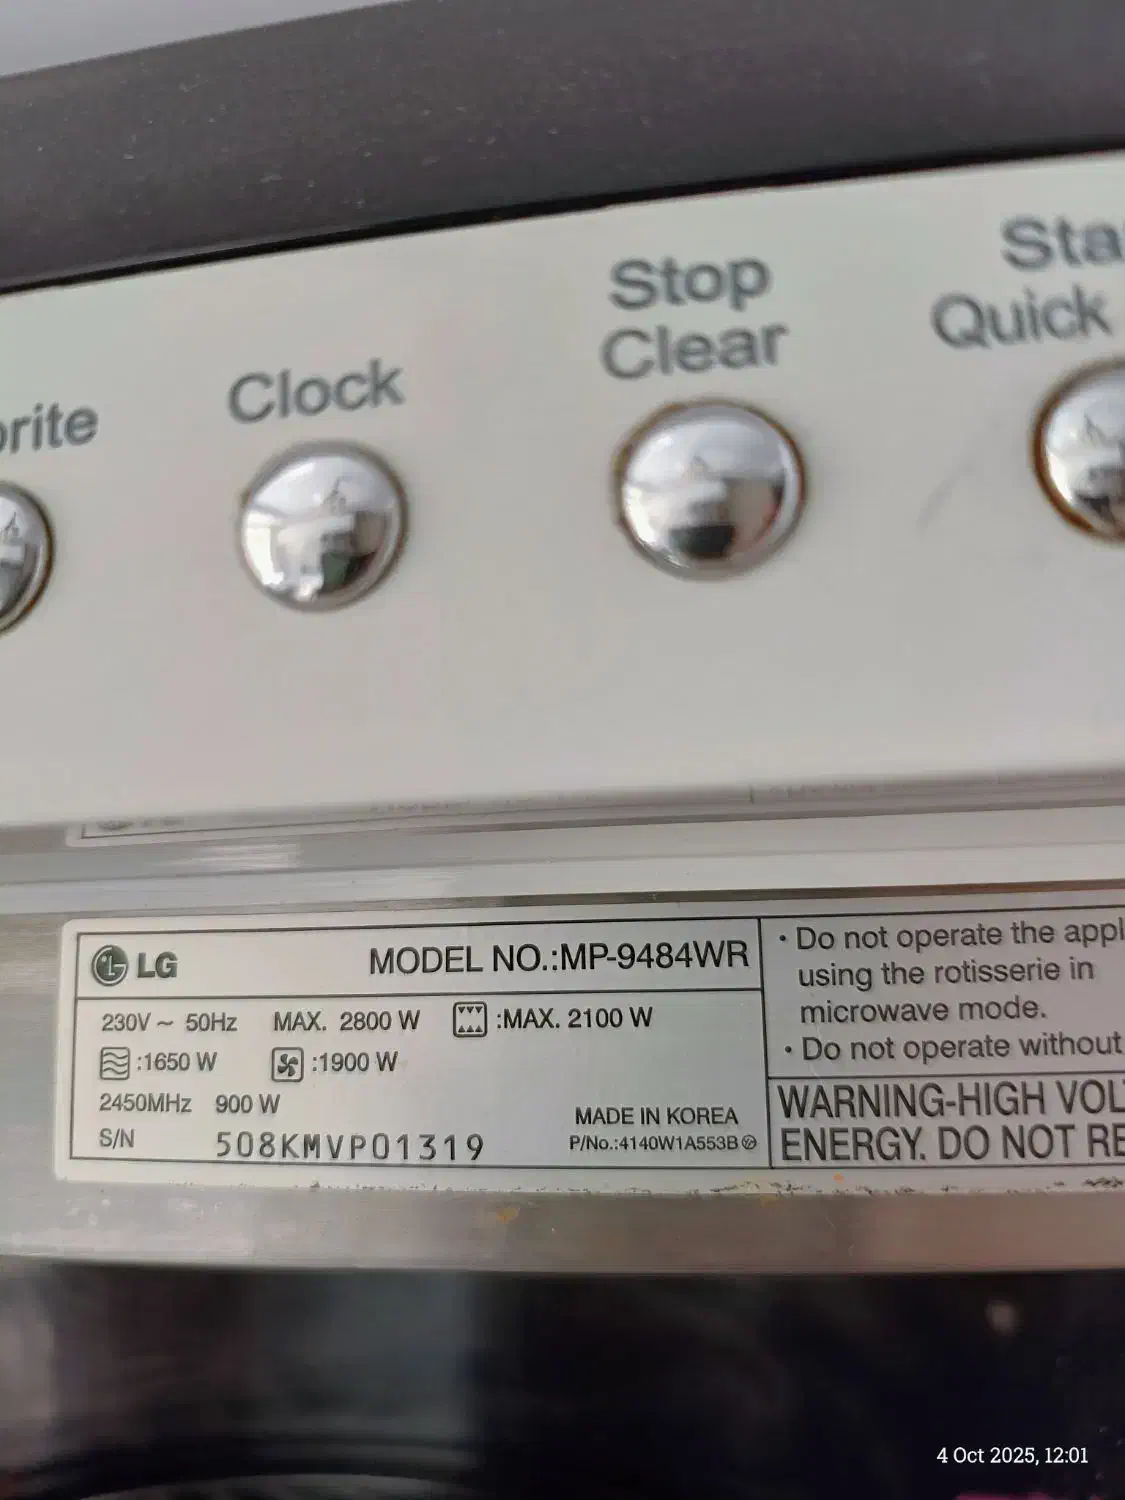 Stop
Clear
Sta
Quick
Clock
orite
LG
MODEL NO.:MP-9484WR
230V ~ 50Hz MAX. 2800 W :MAX. 2100 W
:1650 W :1900 W
2450MHz 900 W
MADE IN KOREA
S/N 508KMVP01319
P/No.:4140W1A553B
• Do not operate the appl
using the rotisserie in
microwave mode.
• Do not operate without
WARNING-HIGH VOL
ENERGY. DO NOT RE
4 Oct 2025, 12:01